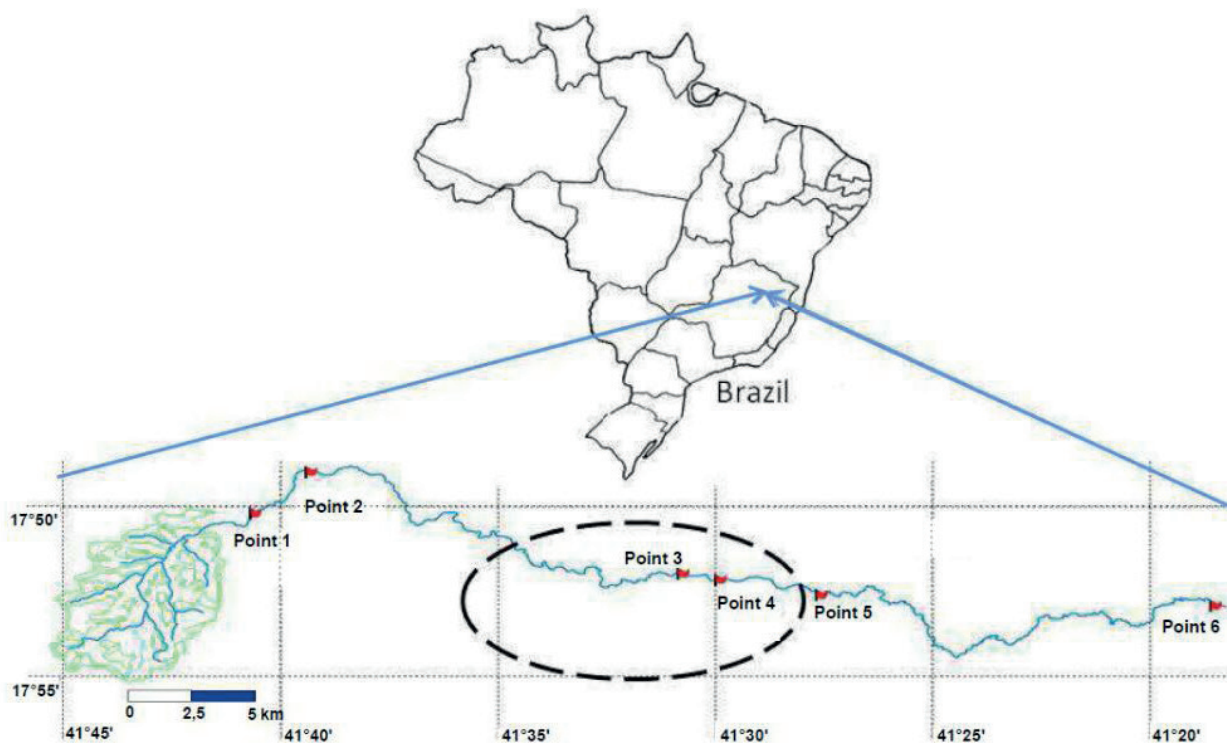 Brazil
17°50'
Point 1
Point 2
Point 3
Point 4
Point 5
Point 6
17°55'
0 2,5 5 km
41°45' 41°40' 41°35' 41°30' 41°25' 41°20'